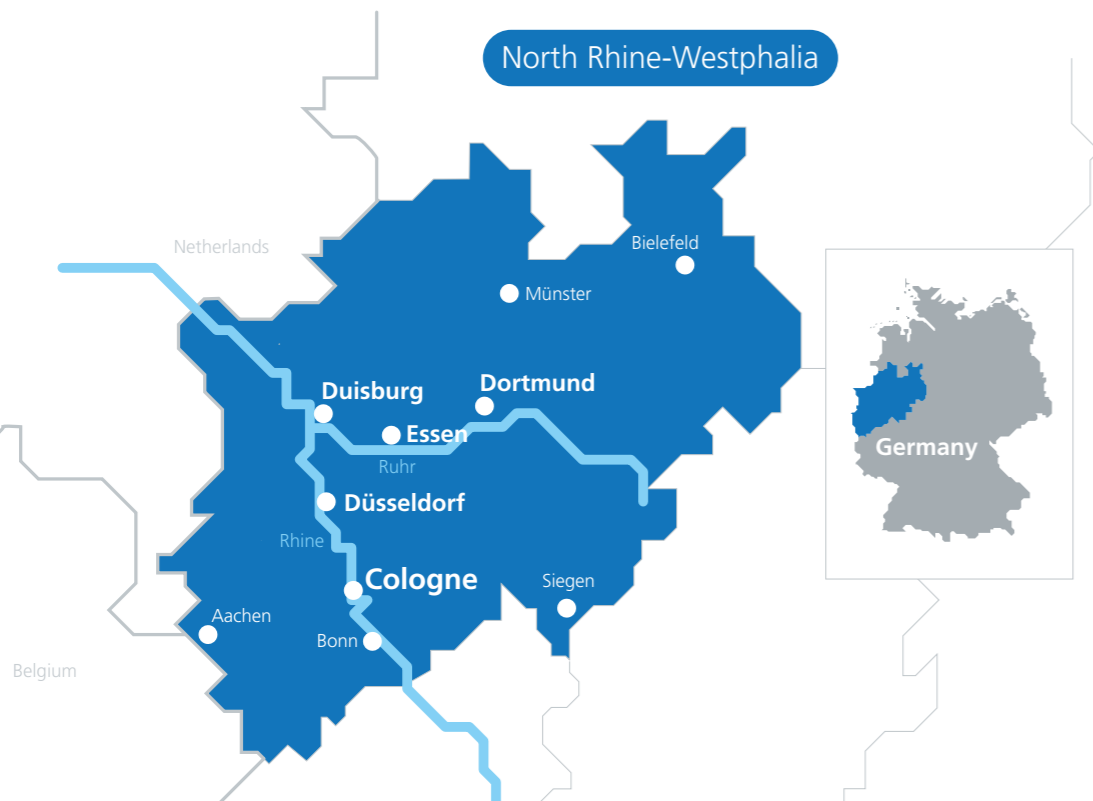 North Rhine-Westphalia
Netherlands
Bielefeld
Münster
Duisburg
Dortmund
Essen
Germany
Ruhr
Düsseldorf
Rhine
Cologne
Siegen
Aachen
Bonn
Belgium